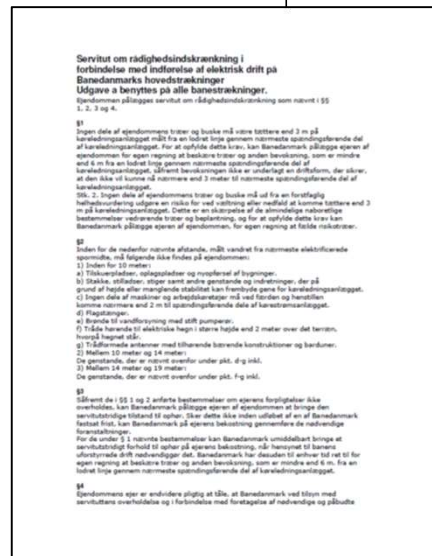 Servitut om rådighedsindskrænkning i
forbindelse med indførelse af elektrisk drift på
Banedanmarks hovedstrækninger
Udgave a benyttes på alle banestrækninger.
Ejendommen pålægges servitut om rådighedsindskrænkning som nævnt i §§
1, 2, 3 og 4.
§1
Ingen dele af ejendommens træer og buske må være tættere end 3 m på
køreledningsanlægget målt fra en lodret linje gennem nærmeste spændingsførende del
af køreledningsanlægget. For at opfylde dette krav, kan Banedanmark pålægge ejeren af
ejendommen for egen regning at beskære træer og anden bevoksning, som er mindre
end 6 m fra en lodret linje gennem nærmeste spændingsførende del af
køreledningsanlægget, såfremt bevoksningen ikke er underlagt en driftsform, der sikrer,
at den ikke vil kunne nå nærmere end 3 meter til nærmeste spændingsførende del af
køreledningsanlægget.
Stk. 2. Ingen dele af ejendommens træer og buske må ud fra en forstfaglig
helhedsvurdering udgøre en risiko for ved væltning eller nedfald at komme tættere end 3
m på køreledningsanlægget. Dette er en skærpelse af de almindelige naboretlige
bestemmelser vedrørende træer og beplantning, og for at opfylde dette krav kan
Banedanmark pålægge ejeren af ejendommen, for egen regning at fælde risikotræer.
§2
Inden for de nedenfor nævnte afstande, målt vandret fra nærmeste elektrificerede
spormidte, må følgende ikke findes på ejendommen:
1) Inden for 10 meter:
a) Tilskuerpladser, oplagspladser og nyopførsel af bygninger.
b) Stakke, stilladser, stiger samt andre genstande og indretninger, der på
grund af højde eller manglende stabilitet kan frembyde gene for køreledningsanlægget.
c) Ingen dele af maskiner og arbejdskøretøjer må ved færden og henstillen
komme nærmere end 2 m til spændingsførende dele af kørestrømsanlægget.
d) Flagstænger.
e) Brønde til vandforsyning med stift pumperør.
f) Tråde hørende til elektriske hegn i større højde end 2 meter over det terræn,
hvorpå hegnet står.
g) Trådformede antenner med tilhørende bærende konstruktioner og barduner.
2) Mellem 10 meter og 14 meter:
De genstande, der er nævnt ovenfor under pkt. d-g inkl.
3) Mellem 14 meter og 19 meter:
De genstande, der er nævnt ovenfor under pkt. f-g inkl.
§3
Såfremt de i §§ 1 og 2 anførte bestemmelser om ejerens forpligtelser ikke
overholdes, kan Banedanmark pålægge ejeren af ejendommen at bringe den
servitutstridige tilstand til ophør. Sker dette ikke inden udløbet af en af Banedanmark
fastsat frist, kan Banedanmark på ejerens bekostning gennemføre de nødvendige
foranstaltninger.
For de under § 1 nævnte bestemmelser kan Banedanmark umiddelbart bringe et
servitutstridigt forhold til ophør på ejerens bekostning, når hensynet til banens
uforstyrrede drift nødvendiggør det. Banedanmark har desuden til enhver tid ret til for
egen regning at beskære træer og anden bevoksning, som er mindre end 6 m. fra en
lodret linje gennem nærmeste spændingsførende del af køreledningsanlægget.
§4
Ejendommens ejer er endvidere pligtig at tåle, at Banedanmark ved tilsyn med
servituttens overholdelse og i forbindelse med foretagelse af nødvendige og påbudte